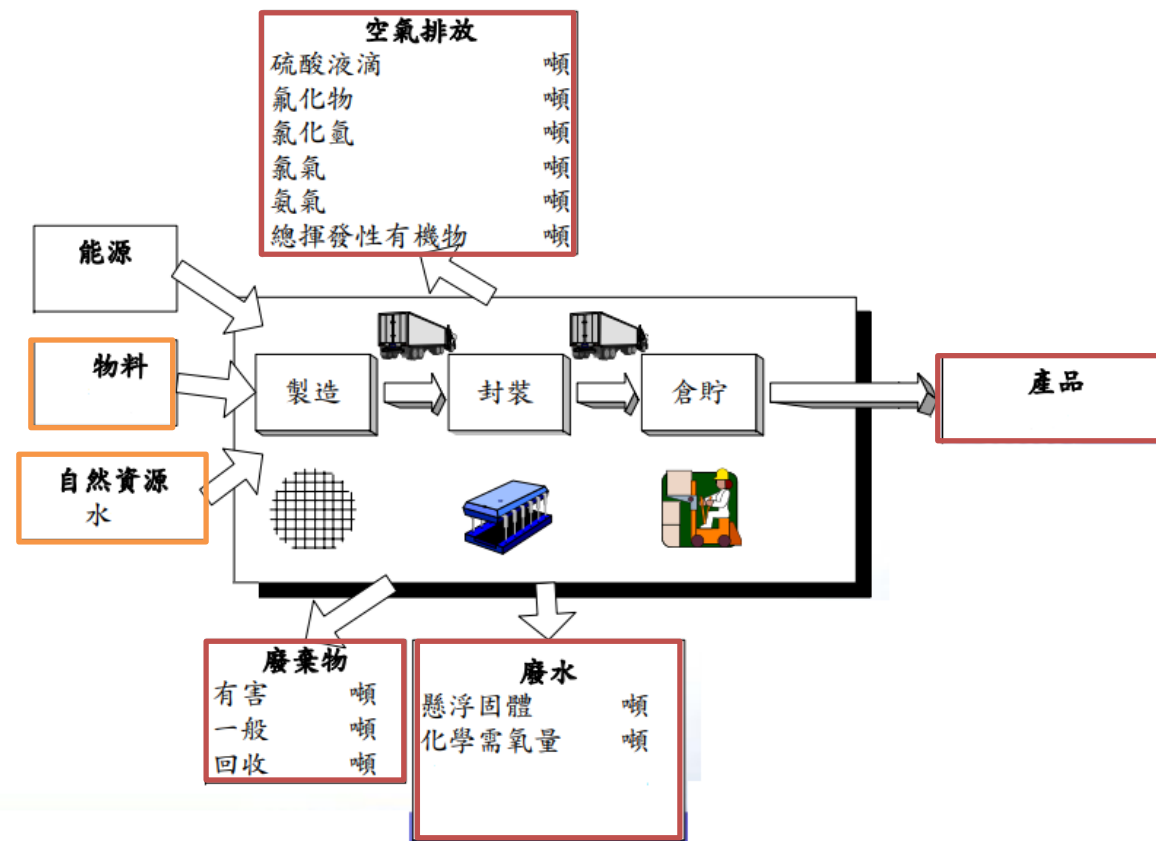 空氣排放
硫酸液滴 噸
氟化物 噸
氯化氫 噸
氯氣 噸
氨氣 噸
總揮發性有機物 噸
能源
物料
自然資源
水
製造
封裝
倉貯
產品
廢棄物
有害 噸
一般 噸
回收 噸
廢水
懸浮固體 噸
化學需氧量 噸